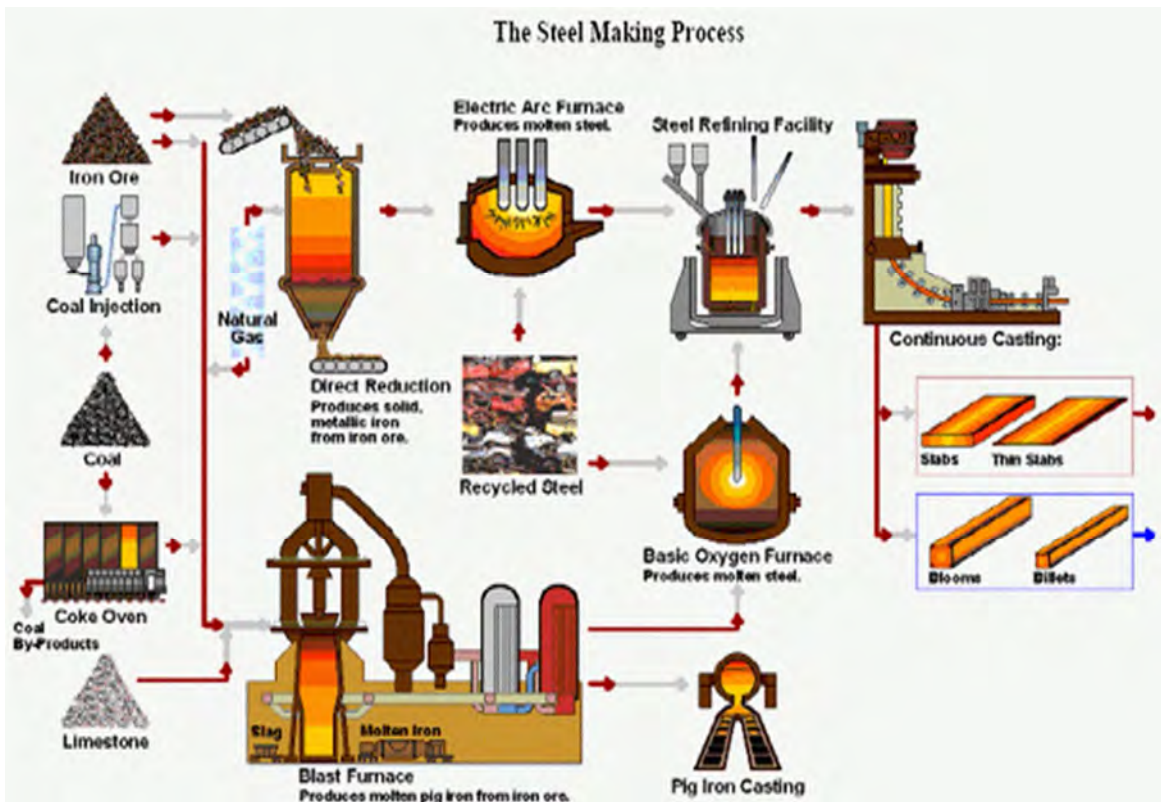 The Steel Making Process
Electric Arc Furnace
Produces molten steel.
Steel Refining Facility
Iron Ore
Coal Injection
Natural
Gas
Continuous Casting:
Direct Reduction
Produces solid,
metallic iron
from iron ore.
Coal
Slabs
Thin Slabs
Recycled Steel
Basic Oxygen Furnace
Produces molten steel.
Blooms
Billets
Coke Oven
Coal
By-Products
Limestone
Slag
Molten Iron
Blast Furnace
Produces molten pig iron from iron ore.
Pig Iron Casting